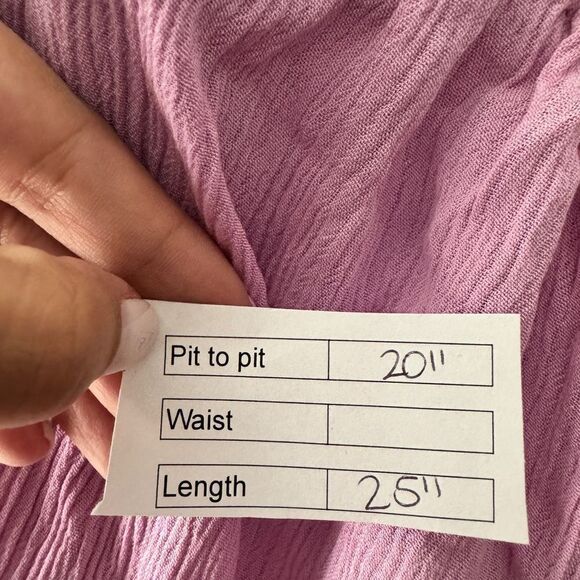 Pit to pit 20"
Waist
Length 25"